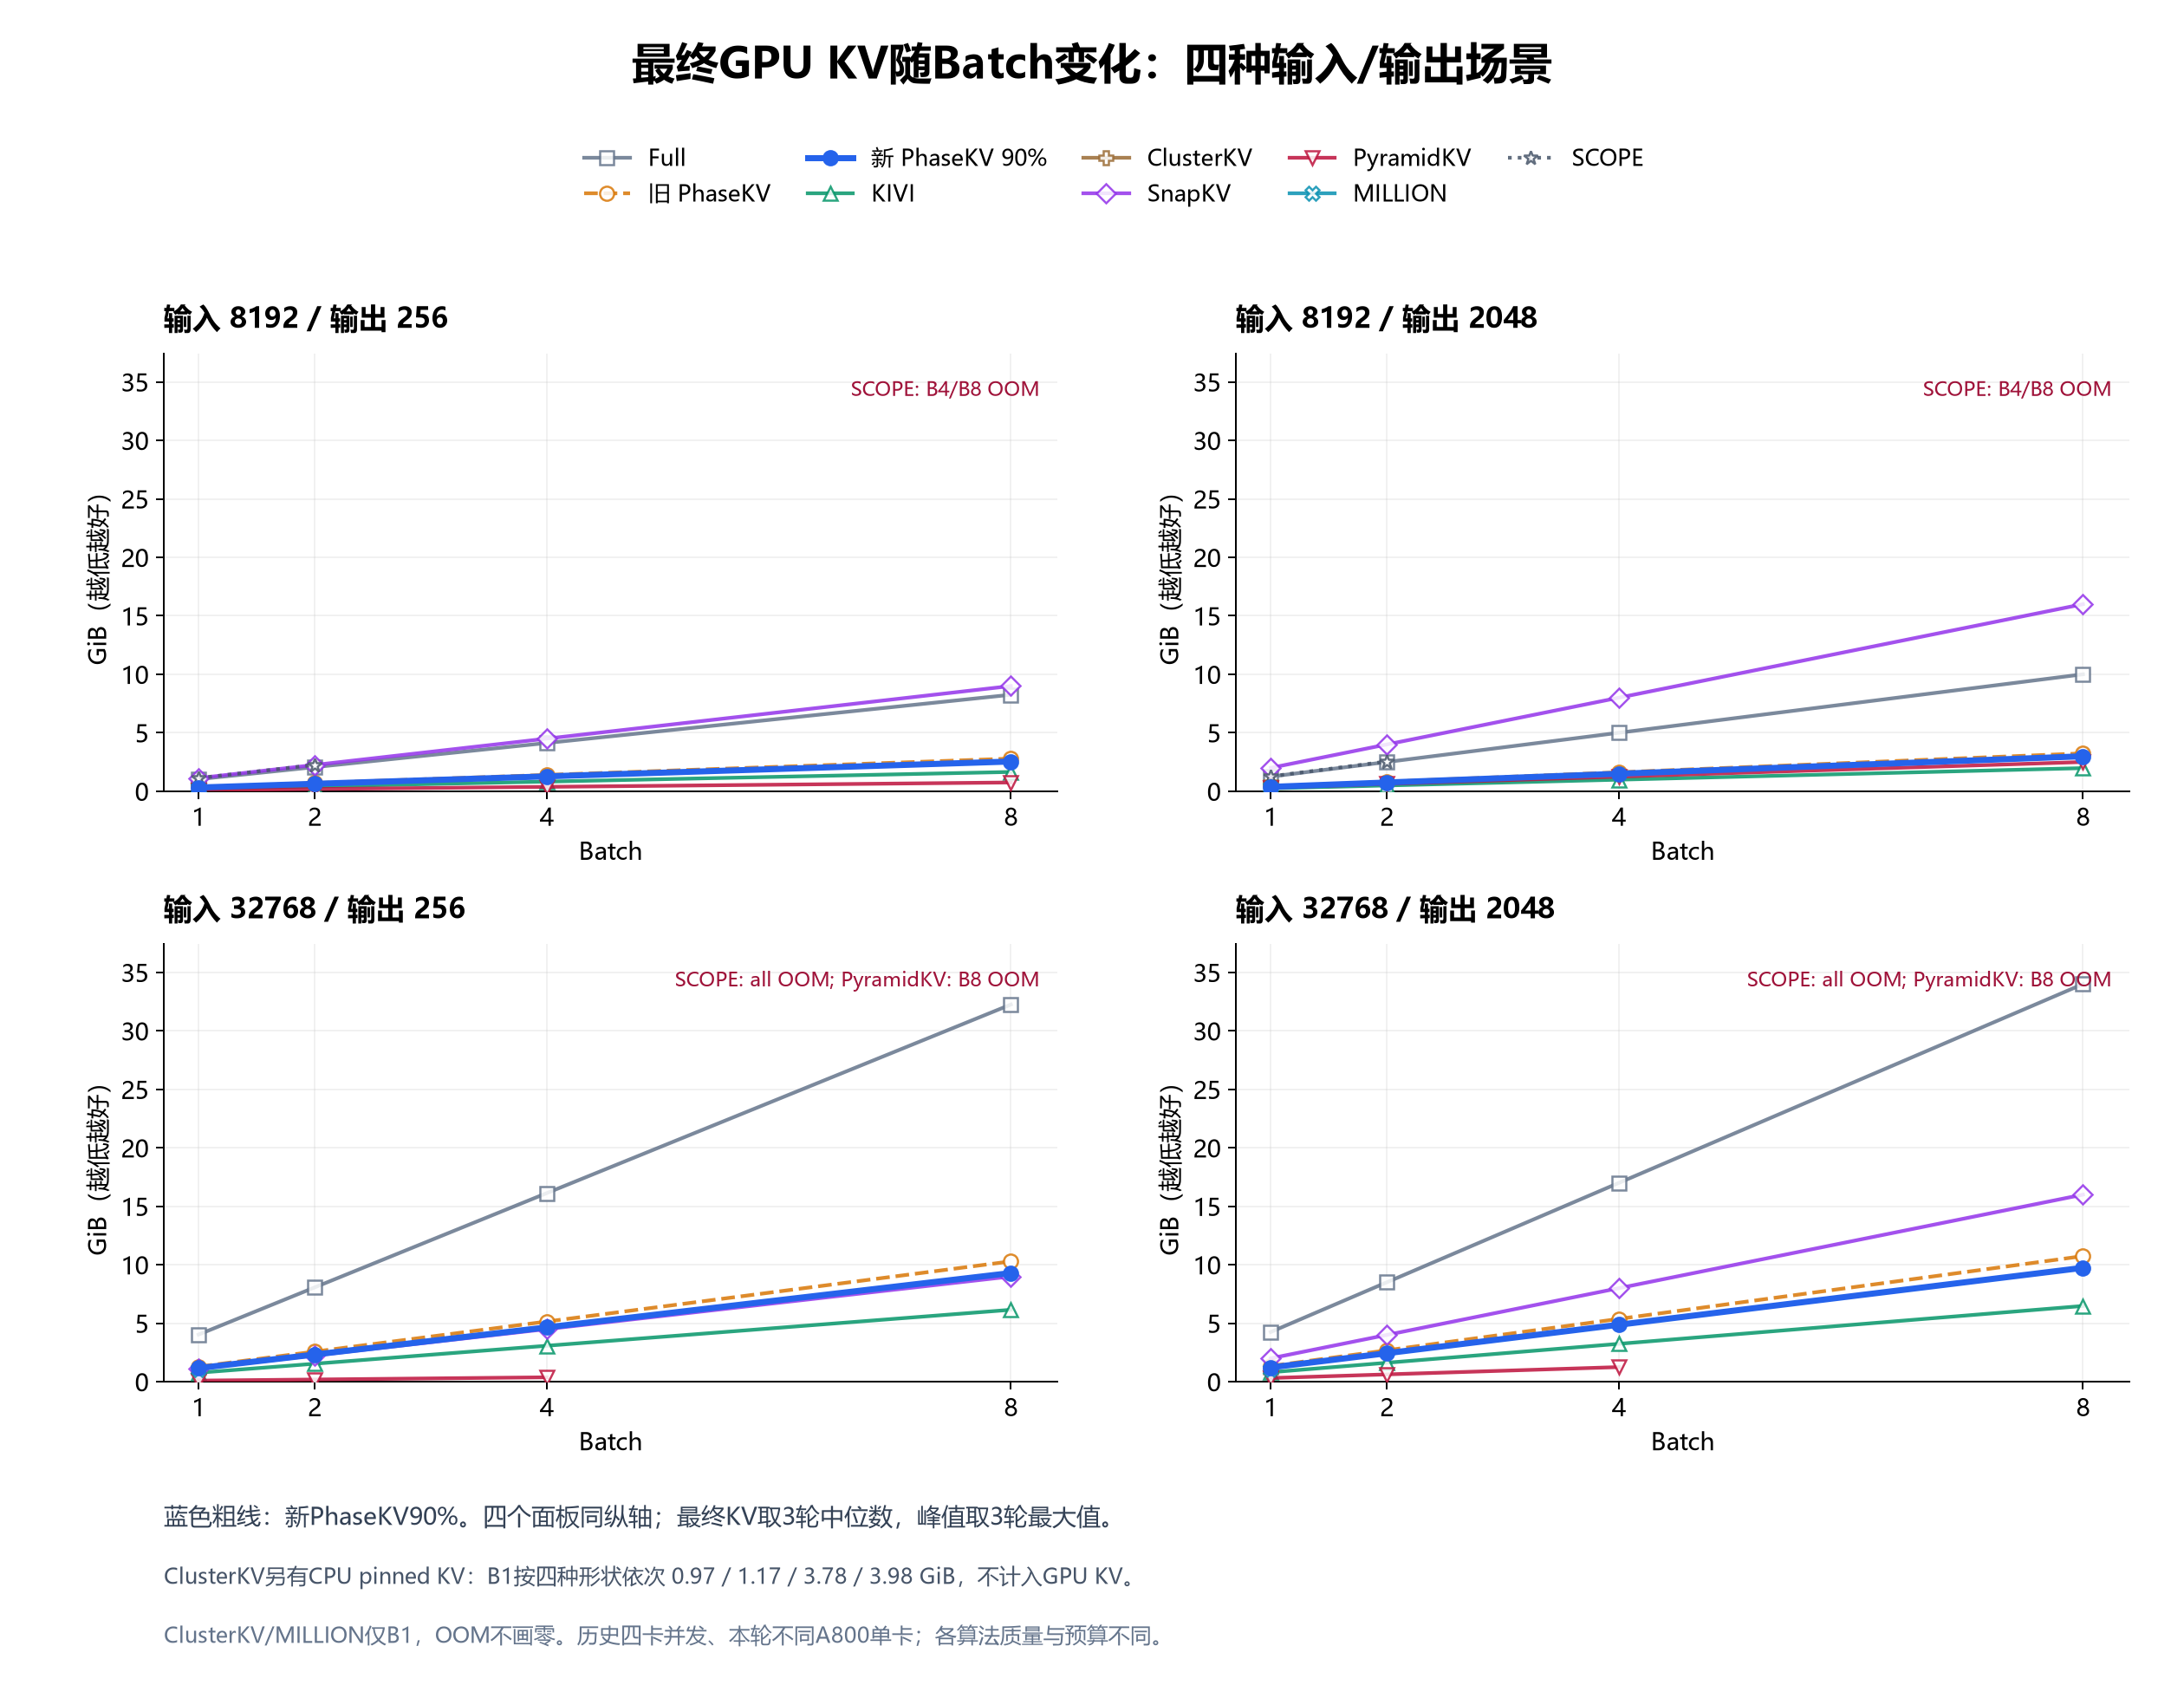 最终GPU KV随Batch变化：四种输入/输出场景
Full
新 PhaseKV 90%
ClusterKV
PyramidKV
SCOPE
旧 PhaseKV
KIVI
SnapKV
MILLION
输入 8192 / 输出 256
SCOPE: B4/B8 OOM
35
30
25
20
15
10
5
0
GiB（越低越好）
1
2
4
8
Batch
输入 8192 / 输出 2048
SCOPE: B4/B8 OOM
35
30
25
20
15
10
5
0
GiB（越低越好）
1
2
4
8
Batch
输入 32768 / 输出 256
SCOPE: all OOM; PyramidKV: B8 OOM
35
30
25
20
15
10
5
0
GiB（越低越好）
1
2
4
8
Batch
输入 32768 / 输出 2048
SCOPE: all OOM; PyramidKV: B8 OOM
35
30
25
20
15
10
5
0
GiB（越低越好）
1
2
4
8
Batch
蓝色粗线：新PhaseKV90%。四个面板同纵轴；最终KV取3轮中位数，峰值取3轮最大值。
ClusterKV另有CPU pinned KV：B1按四种形状依次 0.97 / 1.17 / 3.78 / 3.98 GiB，不计入GPU KV。
ClusterKV/MILLION仅B1，OOM不画零。历史四卡并发、本轮不同A800单卡；各算法质量与预算不同。